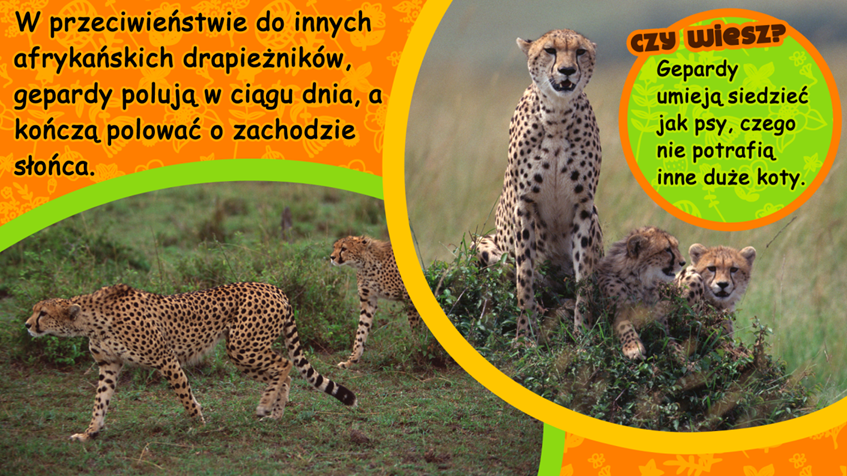 W przeciwieństwie do innych
afrykańskich drapieżników,
gepardy polują w ciągu dnia, a
kończą polować o zachodzie
słońca.
czy wiesz?
Gepardy
umieją siedzieć
jak psy, czego
nie potrafią
inne duże koty.